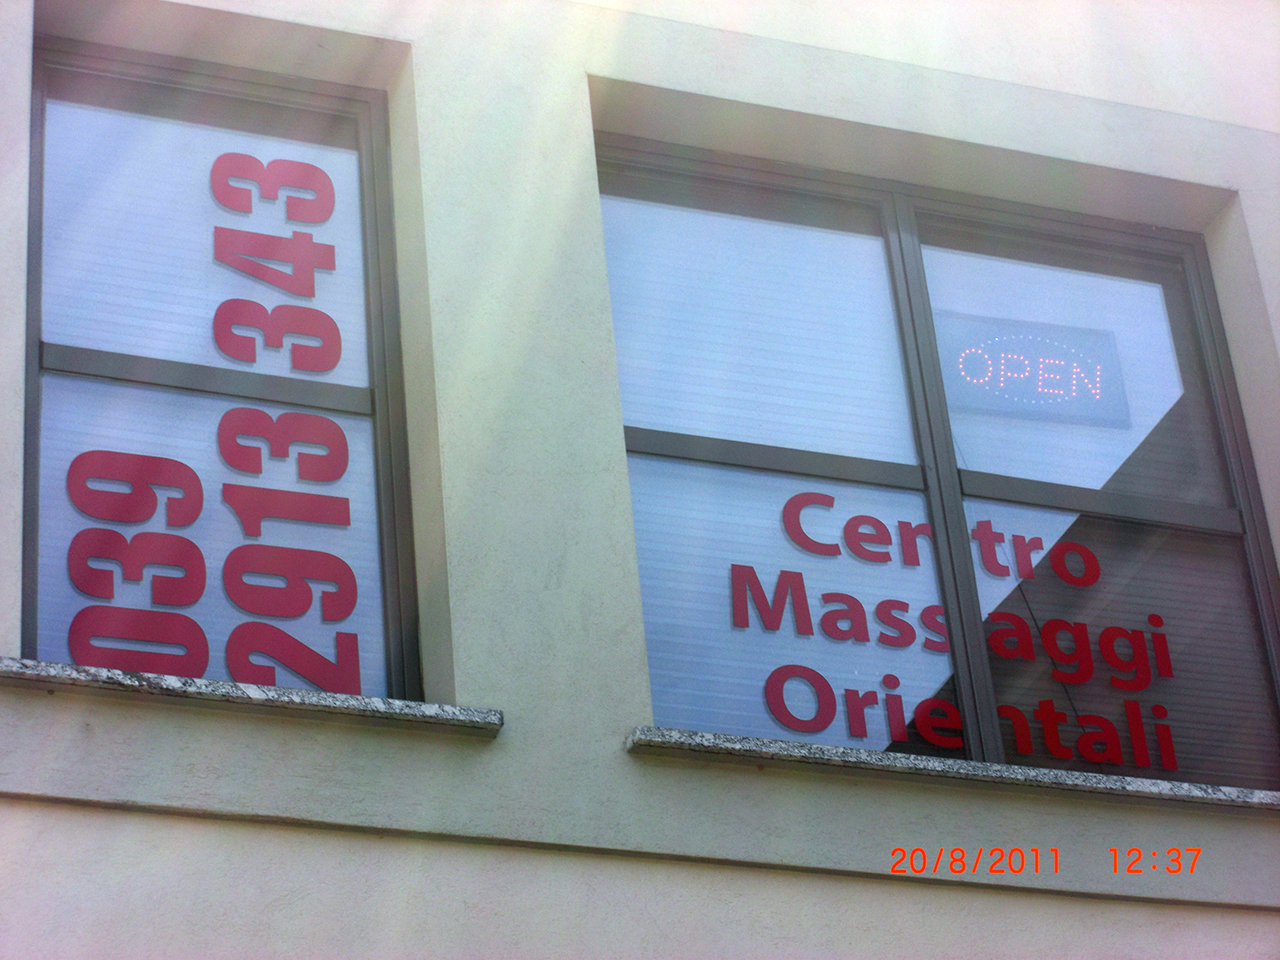 039
2913 343
OPEN
Centro
Massaggi
Orientali
20/8/2011 12:37